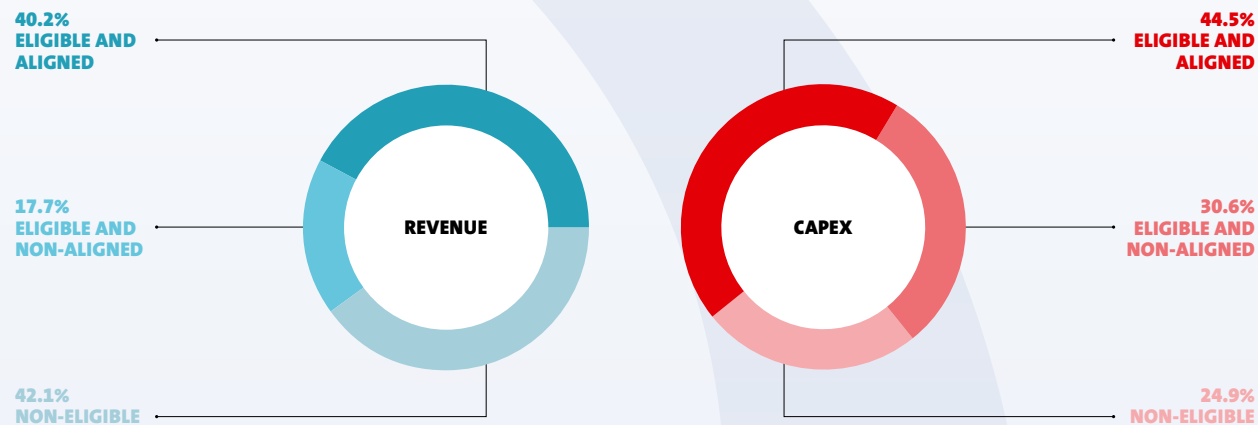 40.2%
ELIGIBLE AND
ALIGNED
17.7%
ELIGIBLE AND
NON-ALIGNED
42.1%
NON-ELIGIBLE
REVENUE
CAPEX
44.5%
ELIGIBLE AND
ALIGNED
30.6%
ELIGIBLE AND
NON-ALIGNED
24.9%
NON-ELIGIBLE